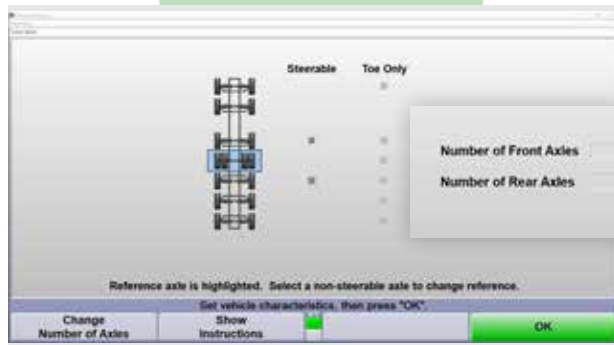 Steerable Toe Only
Number of Front Axles
Number of Rear Axles
Reference axle is highlighted. Select a non-steerable axle to change reference.
Set vehicle characteristics, then press "OK".
Change
Number of Axles
Show
Instructions
OK